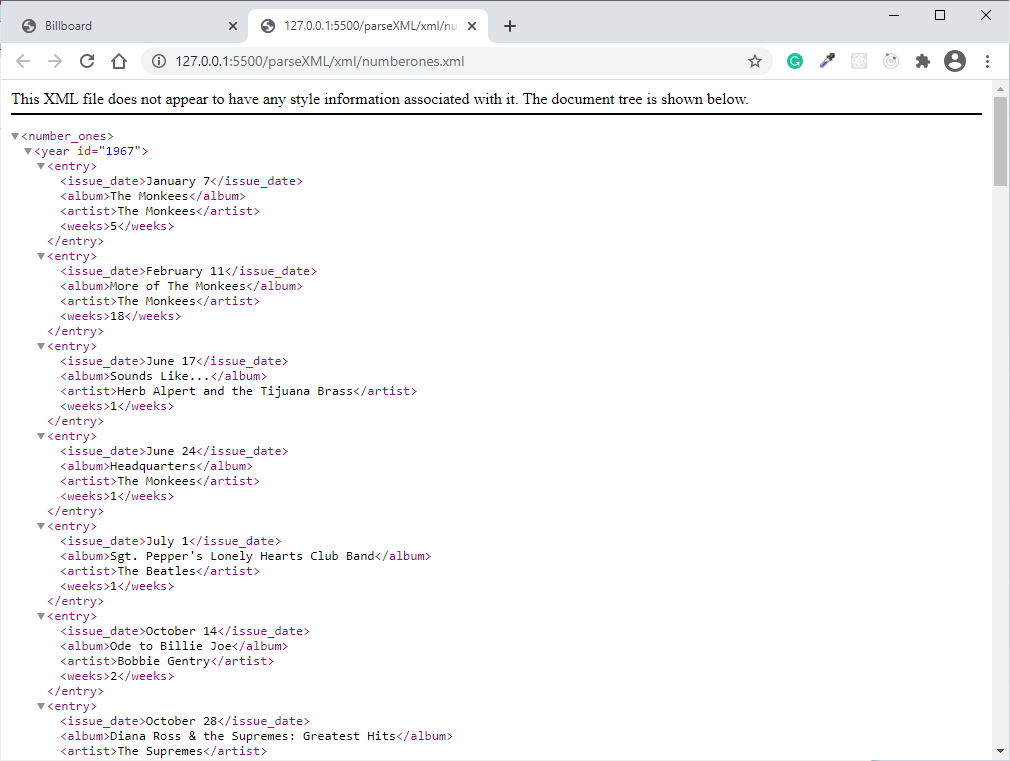 Billboard
127.0.0.1:5500/parseXML/xml/nu
127.0.0.1:5500/parseXML/xml/numberones.xml
This XML file does not appear to have any style information associated with it. The document tree is shown below.
<number_ones>
<year id="1967">
<entry>
<issue_date>January 7</issue_date>
<album>The Monkees</album>
<artist>The Monkees</artist>
<weeks>5</weeks>
</entry>
<entry>
<issue_date>February 11</issue_date>
<album>More of The Monkees</album>
<artist>The Monkees</artist>
<weeks>18</weeks>
</entry>
<entry>
<issue_date>June 17</issue_date>
<album>Sounds Like...</album>
<artist>Herb Alpert and the Tijuana Brass</artist>
<weeks>1</weeks>
</entry>
<entry>
<issue_date>June 24</issue_date>
<album>Headquarters</album>
<artist>The Monkees</artist>
<weeks>1</weeks>
</entry>
<entry>
<issue_date>July 1</issue_date>
<album>Sgt. Pepper's Lonely Hearts Club Band</album>
<artist>The Beatles</artist>
<weeks>1</weeks>
</entry>
<entry>
<issue_date>October 14</issue_date>
<album>Ode to Billie Joe</album>
<artist>Bobbie Gentry</artist>
<weeks>2</weeks>
</entry>
<entry>
<issue_date>October 28</issue_date>
<album>Diana Ross & the Supremes: Greatest Hits</album>
<artist>The Supremes</artist>